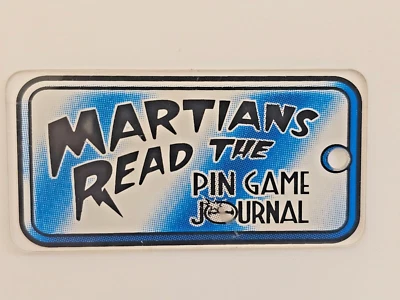 MARTIANS
READ THE
PIN GAME
JOURNAL